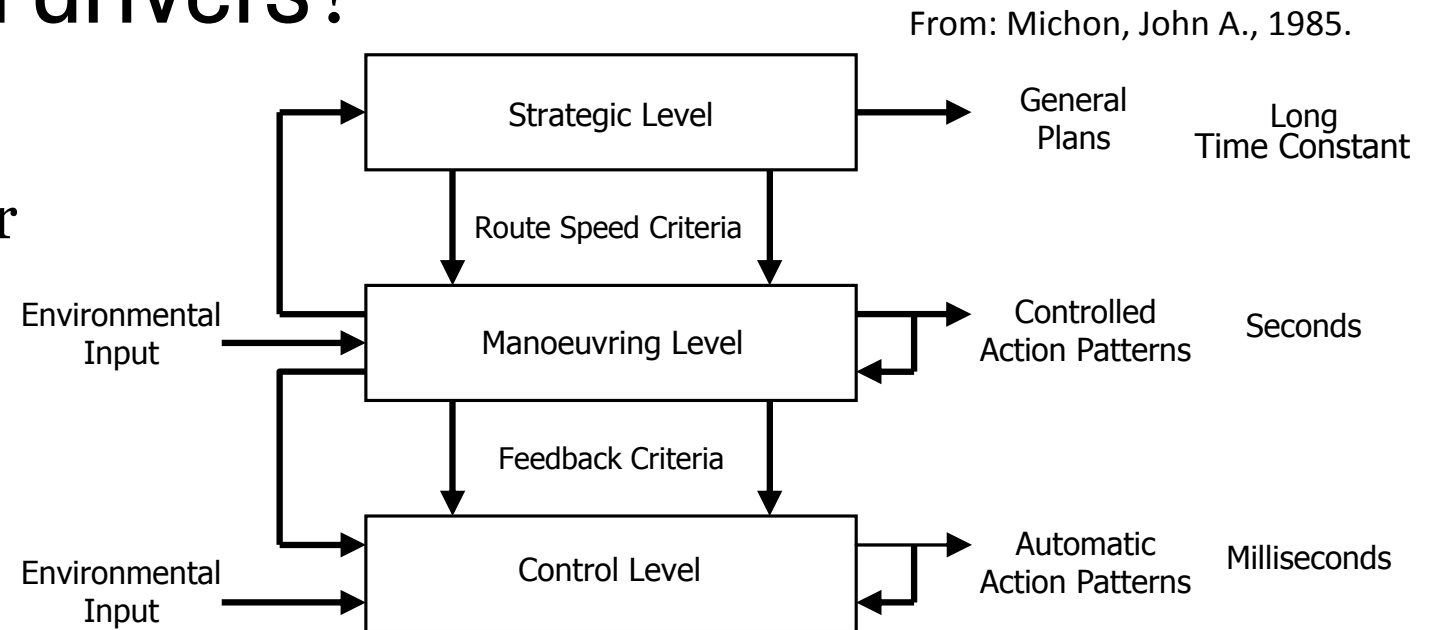 drivers?
From: Michon, John A., 1985.
Strategic Level
General
Plans
Long
Time Constant
r
Route Speed Criteria
Environmental
Input
Manoeuvring Level
Controlled
Action Patterns
Seconds
Feedback Criteria
Environmental
Input
Control Level
Automatic
Action Patterns
Milliseconds